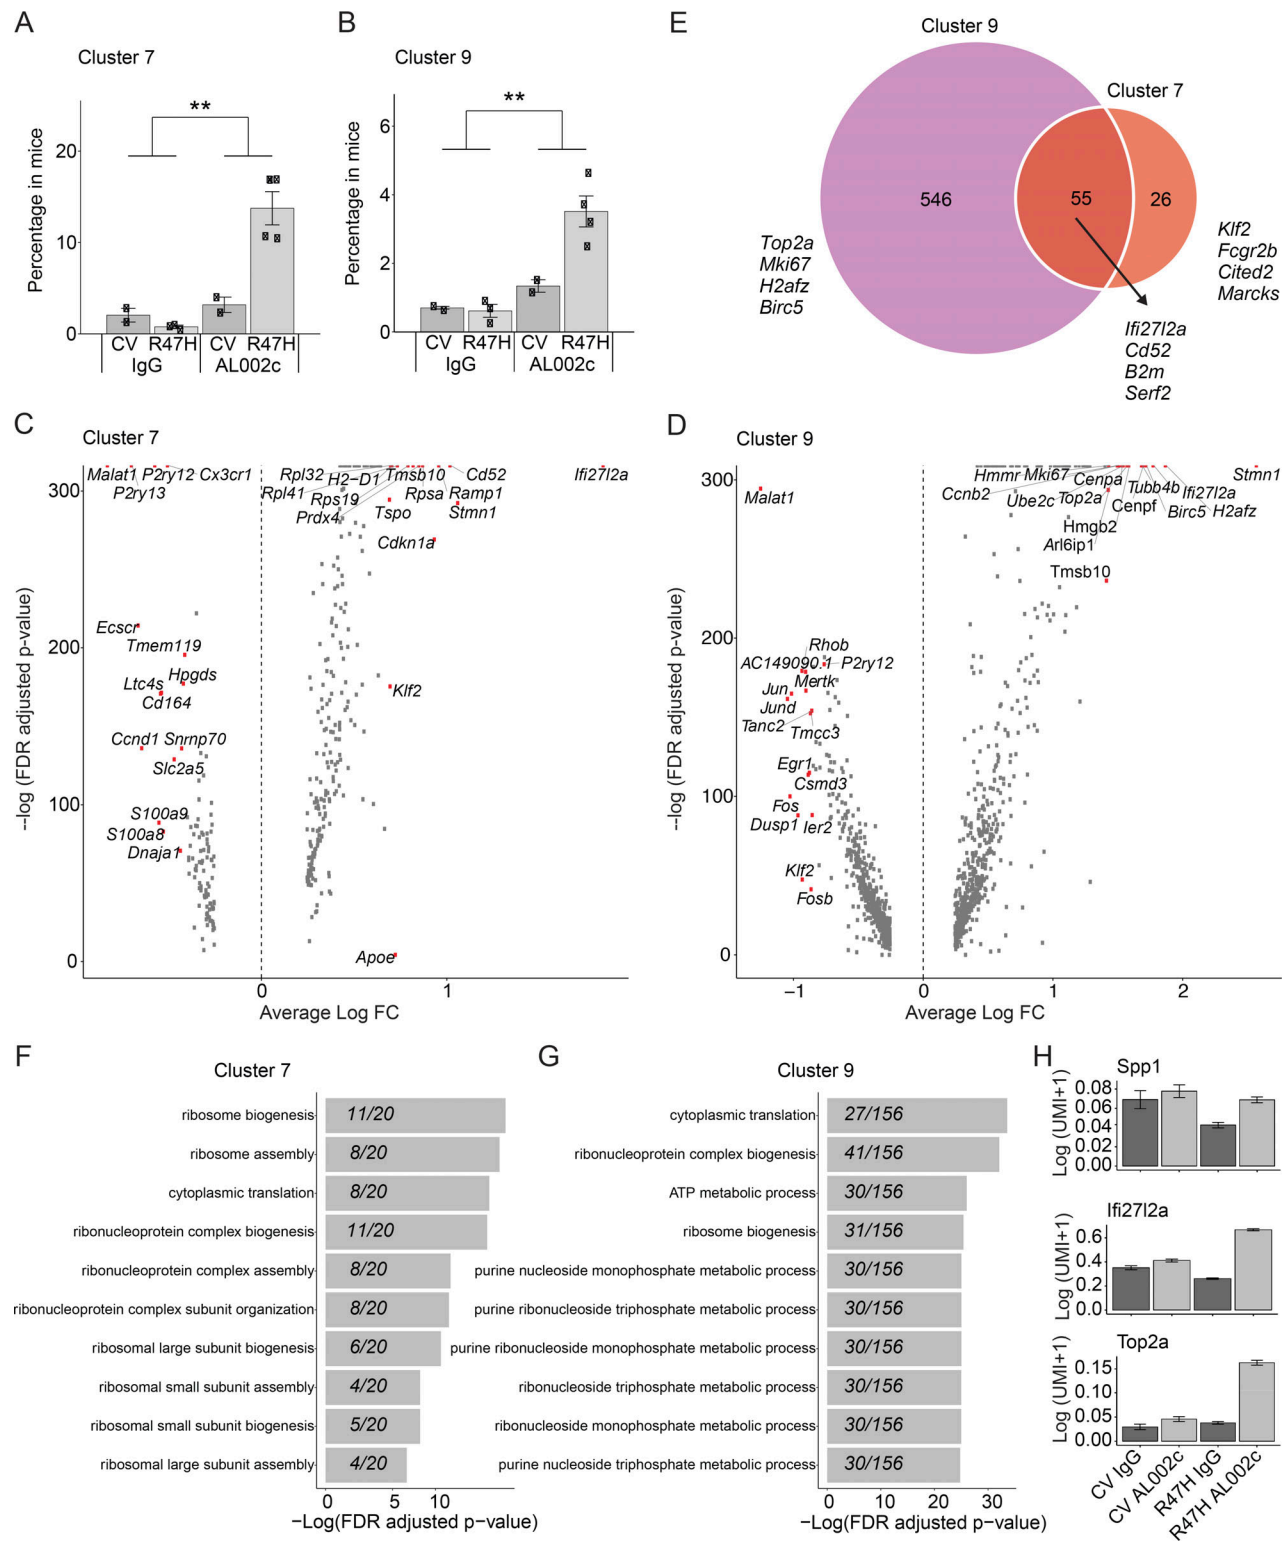 A
Cluster 7
Percentage in mice
20
10
0
**
CV R47H CV R47H
IgG AL002c
B
Cluster 9
Percentage in mice
6
4
2
0
**
CV R47H CV R47H
IgG AL002c
E
Cluster 9
Cluster 7
546
55
26
Top2a
Mki67
H2afz
Birc5
Klf2
Fcgr2b
Cited2
Marcks
Ifi27l2a
Cd52
B2m
Serf2
C
Cluster 7
--log (FDR adjusted p-value)
300
200
100
0
Malat1 P2ry12 Cx3cr1
P2ry13
Rpl32 H2-D1 Tmsb10 Cd52 Ifi27l2a
Rpl41 Rps19 Rpsa Ramp1
Prdx4 Tspo Stmn1
Cdkn1a
Ecscr
Tmem119
Hpgds
Ltc4s
Cd164
Klf2
Ccnd1 Snrnp70
Slc2a5
S100a9
S100a8
Dnaja1
Apoe
0 1
Average Log FC
D
Cluster 9
--log (FDR adjusted p-value)
300
200
100
0
Malat1
Hmmr Mki67 Cenpa Tubb4b Stmn1
Ccnb2 Ube2c Top2a Cenpf Ifi27l2a
Birc5 H2afz
Hmgb2
Arl6ip1
Tmsb10
Rhob
AC149090.1 P2ry12
Jun Mertk
Jund
Tanc2
Tmcc3
Egr1
Csmd3
Fos
Dusp1 Ier2
Klf2
Fosb
−1 0 1 2
Average Log FC
F
Cluster 7
ribosome biogenesis 11/20
ribosome assembly 8/20
cytoplasmic translation 8/20
ribonucleoprotein complex biogenesis 11/20
ribonucleoprotein complex assembly 8/20
ribonucleoprotein complex subunit organization 8/20
ribosomal large subunit biogenesis 6/20
ribosomal small subunit assembly 4/20
ribosomal small subunit biogenesis 5/20
ribosomal large subunit assembly 4/20
0 5 10
−Log(FDR adjusted p−value)
G
Cluster 9
cytoplasmic translation 27/156
ribonucleoprotein complex biogenesis 41/156
ATP metabolic process 30/156
ribosome biogenesis 31/156
purine nucleoside monophosphate metabolic process 30/156
purine ribonucleoside triphosphate metabolic process 30/156
purine ribonucleoside monophosphate metabolic process 30/156
ribonucleoside triphosphate metabolic process 30/156
ribonucleoside monophosphate metabolic process 30/156
purine nucleoside triphosphate metabolic process 30/156
0 10 20 30
−Log(FDR adjusted p−value)
H
Spp1
Log (UMI+1)
0.08
0.06
0.04
0.02
0.00
Ifi27l2a
Log (UMI+1)
0.6
0.4
0.2
0.0
Top2a
Log (UMI+1)
0.15
0.10
0.05
0.00
CV IgG
CV AL002c
R47H IgG
R47H AL002c